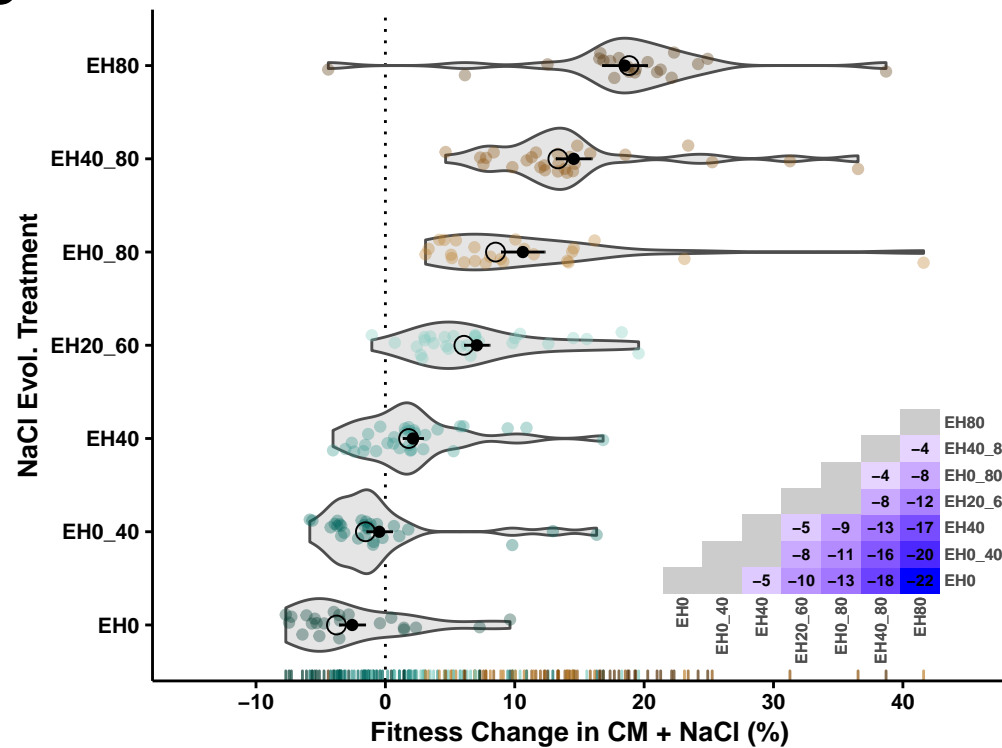 EH80
EH40_80
EH0_80
EH20_60
EH40
EH0_40
EH0
NaCl Evol. Treatment
−10 0 10 20 30 40
Fitness Change in CM + NaCl (%)
EH80
−4 EH40_8
−4 −8 EH0_80
−8 −12 EH20_6
−5 −9 −13 −17 EH40
−8 −11 −16 −20 EH0_40
−5 −10 −13 −18 −22 EH0
EH0 EH0_40 EH40 EH20_60 EH0_80 EH40_80 EH80